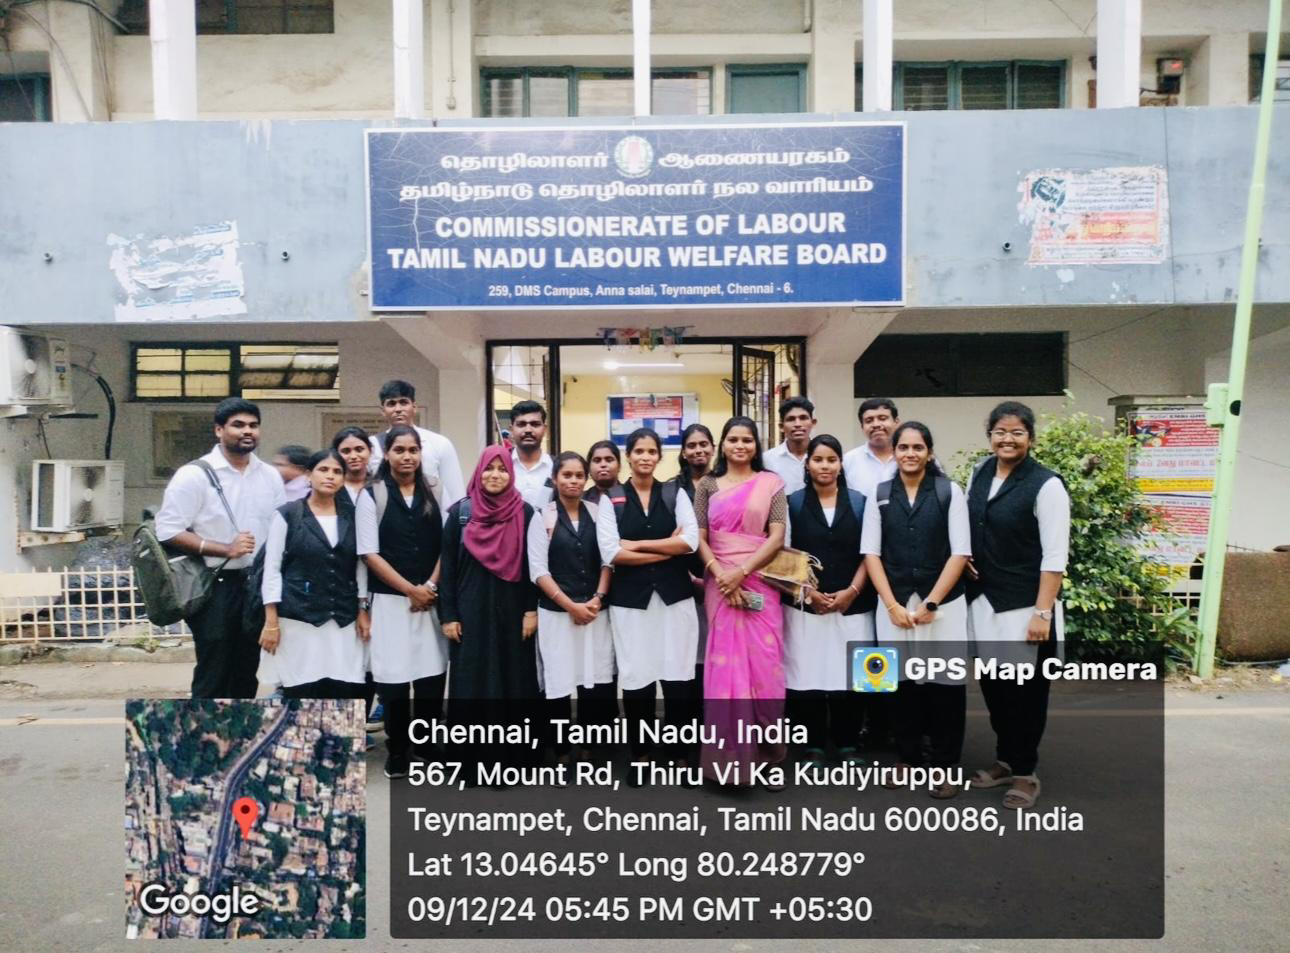 தொழிலாளர் ஆணையரகம்
தமிழ்நாடு தொழிலாளர் நல வாரியம்
COMMISSIONERATE OF LABOUR
TAMIL NADU LABOUR WELFARE BOARD
259, DMS Campus, Anna salai, Teynampet, Chennai - 6.
GPS Map Camera
Chennai, Tamil Nadu, India
567, Mount Rd, Thiru Vi Ka Kudiyiruppu,
Teynampet, Chennai, Tamil Nadu 600086, India
Lat 13.04645° Long 80.248779°
09/12/24 05:45 PM GMT +05:30
Google